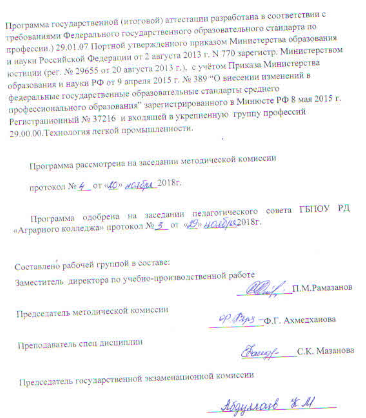 Программа государственной (итоговой) аттестации разработана в соответствии с
требованиями Федерального государственного образовательного стандарта по
профессии.) 29.01.07 Портной утвержденного приказом Министерства образования
и науки Российской Федерации от 2 августа 2013 г. N 770 зарегистр. Министерством
юстиции (рег. № 29655 от 20 августа 2013 г.), с учётом Приказа Министерства
образования и науки РФ от 9 апреля 2015 г. № 389 “О внесении изменений в
федеральные государственные образовательные стандарты среднего
профессионального образования” зарегистрированного в Минюсте РФ 8 мая 2015 г.
Регистрационный № 37216 и входящей в укрепненную группу профессий
29.00.00.Технология легкой промышленности.
Программа рассмотрена на заседании методической комиссии
протокол № 4 от «10» ноября 2018г.
Программа одобрена на заседании педагогического совета ГБПОУ РД
«Аграрного колледжа» протокол № 3 от «19» ноября 2018г.
Составлено рабочей группой в составе:
Заместитель директора по учебно-производственной работе
П.М.Рамазанов
Председатель методической комиссии
Ф.Г. Ахмедханова
Преподаватель спец дисциплин
С.К. Мазанова
Председатель государственной экзаменационной комиссии
Абдуллаев К М